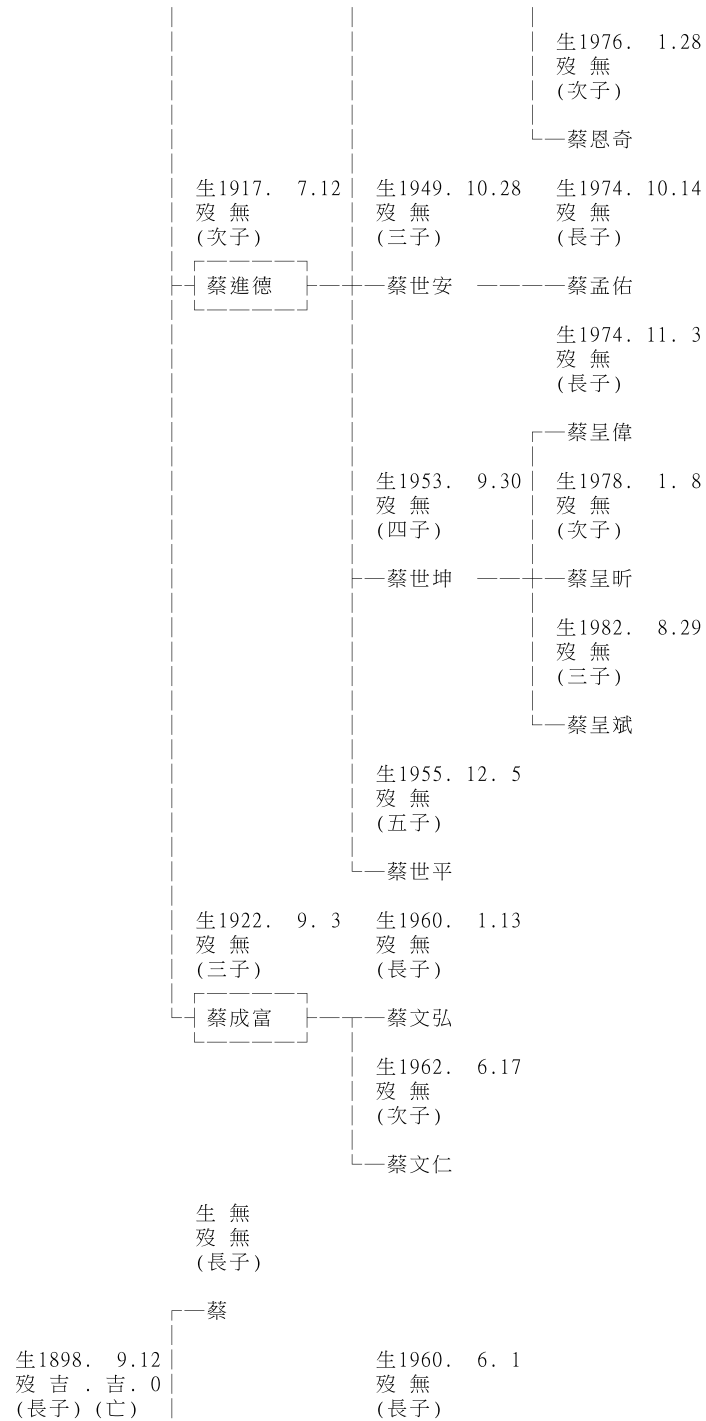 生1976. 1.28
歿 無
(次子)
蔡恩奇
生1917. 7.12 生1949. 10.28 生1974. 10.14
歿 無 歿 無 歿 無
(次子) (三子) (長子)
蔡進德 蔡世安 蔡孟佑
生1974. 11. 3
歿 無
(長子)
蔡呈偉
生1953. 9.30 生1978. 1. 8
歿 無 歿 無
(四子) (次子)
蔡世坤 蔡呈昕
生1982. 8.29
歿 無
(三子)
蔡呈斌
生1955. 12. 5
歿 無
(五子)
蔡世平
生1922. 9. 3 生1960. 1.13
歿 無 歿 無
(三子) (長子)
蔡成富 蔡文弘
生1962. 6.17
歿 無
(次子)
蔡文仁
生 無
歿 無
(長子)
蔡
生1898. 9.12 生1960. 6. 1
歿 吉 . 吉. 0 歿 無
(長子) (亡) (長子)